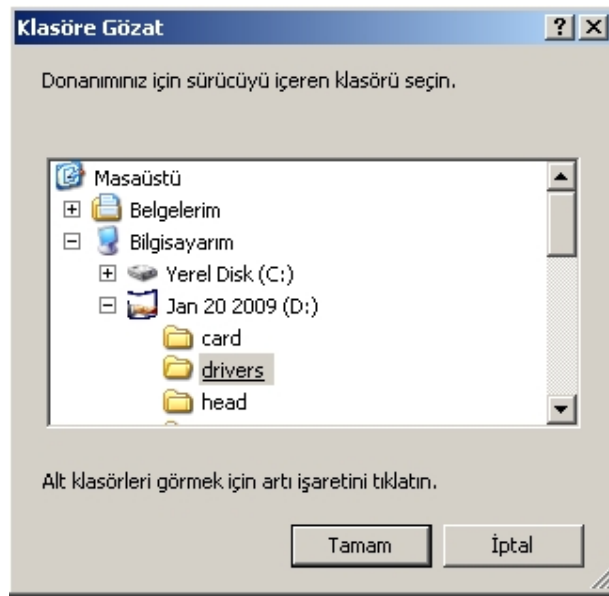 Klasöre Gözat
Donanımınız için sürücüyü içeren klasörü seçin.
Masaüstü
Belgelerim
Bilgisayarım
Yerel Disk (C:)
Jan 20 2009 (D:)
card
drivers
head
Alt klasörleri görmek için artı işaretini tıklatın.
Tamam
İptal